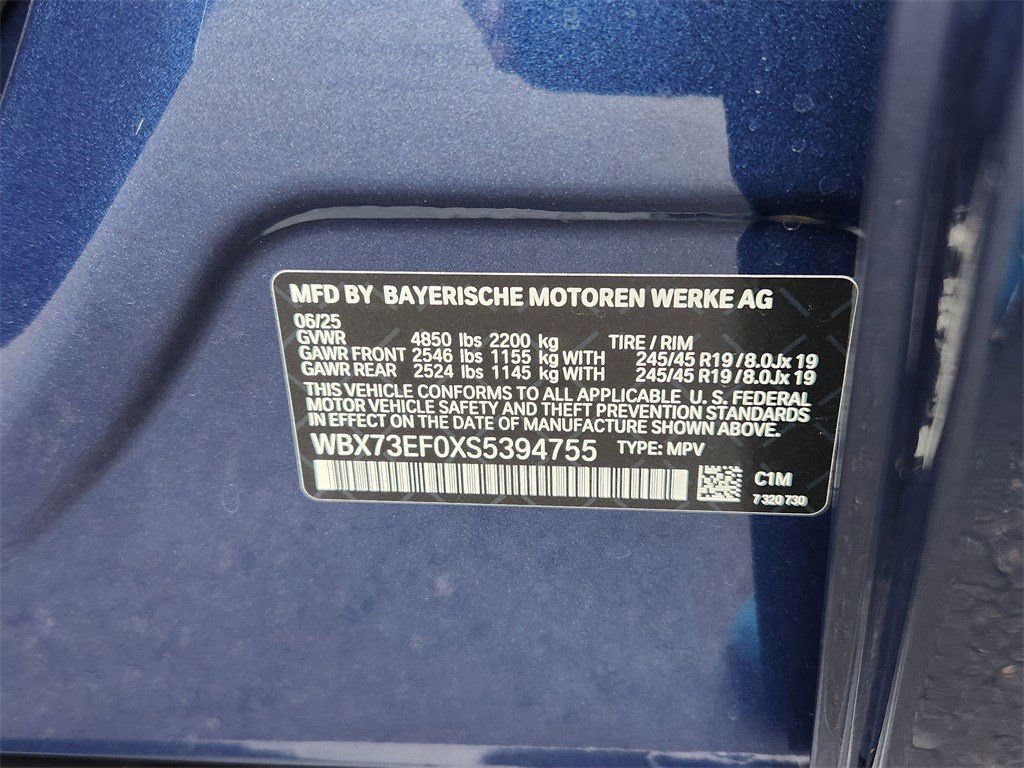 MFD BY BAYERISCHE MOTOREN WERKE AG
06/25
GVWR 4850 lbs 2200 kg TIRE / RIM
GAWR FRONT 2546 lbs 1155 kg WITH 245/45 R19 / 8.0Jx 19
GAWR REAR 2524 lbs 1145 kg WITH 245/45 R19 / 8.0Jx 19
THIS VEHICLE CONFORMS TO ALL APPLICABLE U. S. FEDERAL
MOTOR VEHICLE SAFETY AND THEFT PREVENTION STANDARDS
IN EFFECT ON THE DATE OF MANUFACTURE SHOWN ABOVE.
WBX73EF0XS5394755 TYPE: MPV
C1M
7 320 730